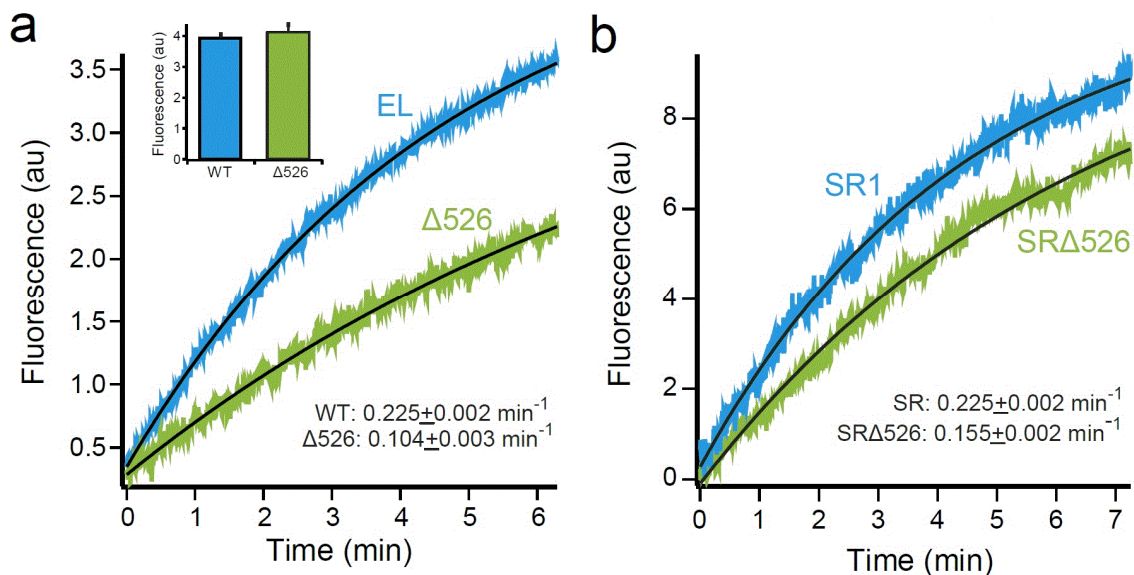 a
Fluorescence (au)
3.5
3.0
2.5
2.0
1.5
1.0
0.5
0
1
2
3
4
5
6
Time (min)
EL
Δ526
WT: 0.225±0.002 min⁻¹
Δ526: 0.104±0.003 min⁻¹
Fluorescence (au)
4
3
2
1
0
WT
Δ526
b
Fluorescence (au)
8
6
4
2
0
0
1
2
3
4
5
6
7
Time (min)
SR1
SRΔ526
SR: 0.225±0.002 min⁻¹
SRΔ526: 0.155±0.002 min⁻¹